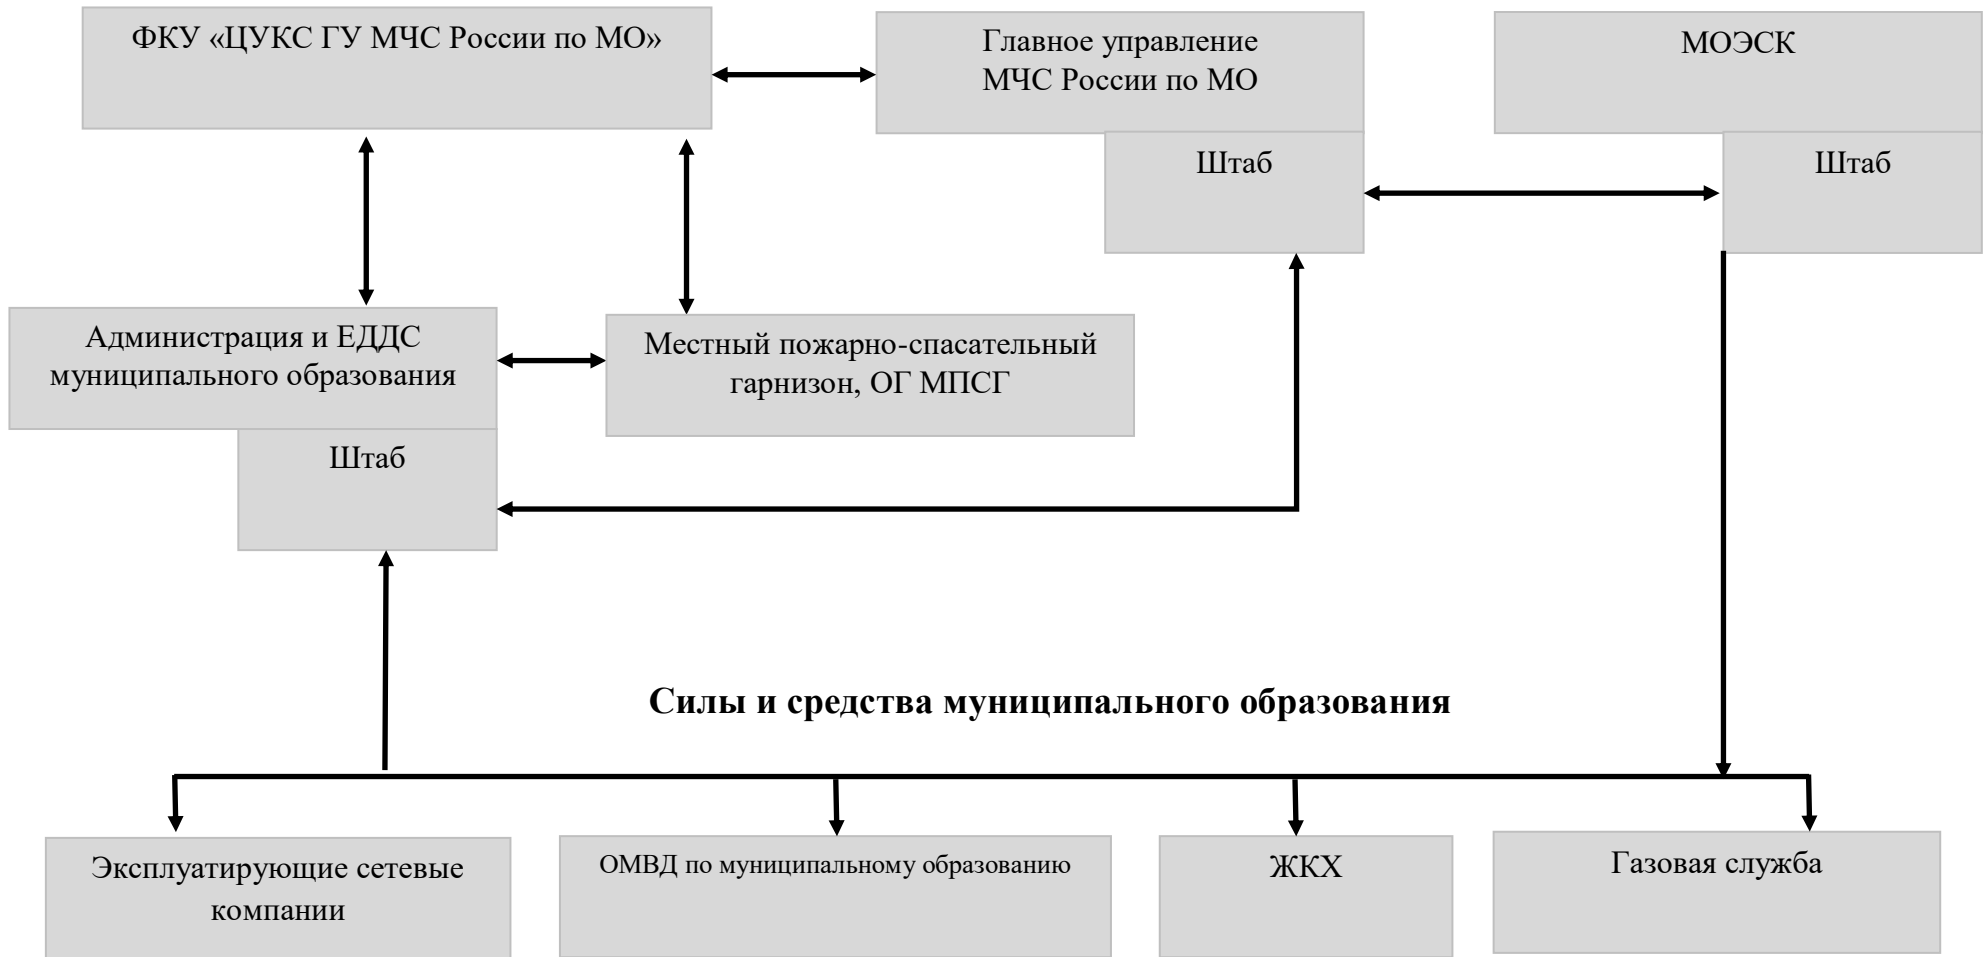 ФКУ «ЦУКС ГУ МЧС России по МО»
Главное управление
МЧС России по МО
МОЭСК
Штаб
Штаб
Администрация и ЕДДС
муниципального образования
Местный пожарно-спасательный
гарнизон, ОГ МПСГ
Штаб
Силы и средства муниципального образования
Эксплуатирующие сетевые
компании
ОМВД по муниципальному образованию
ЖКХ
Газовая служба